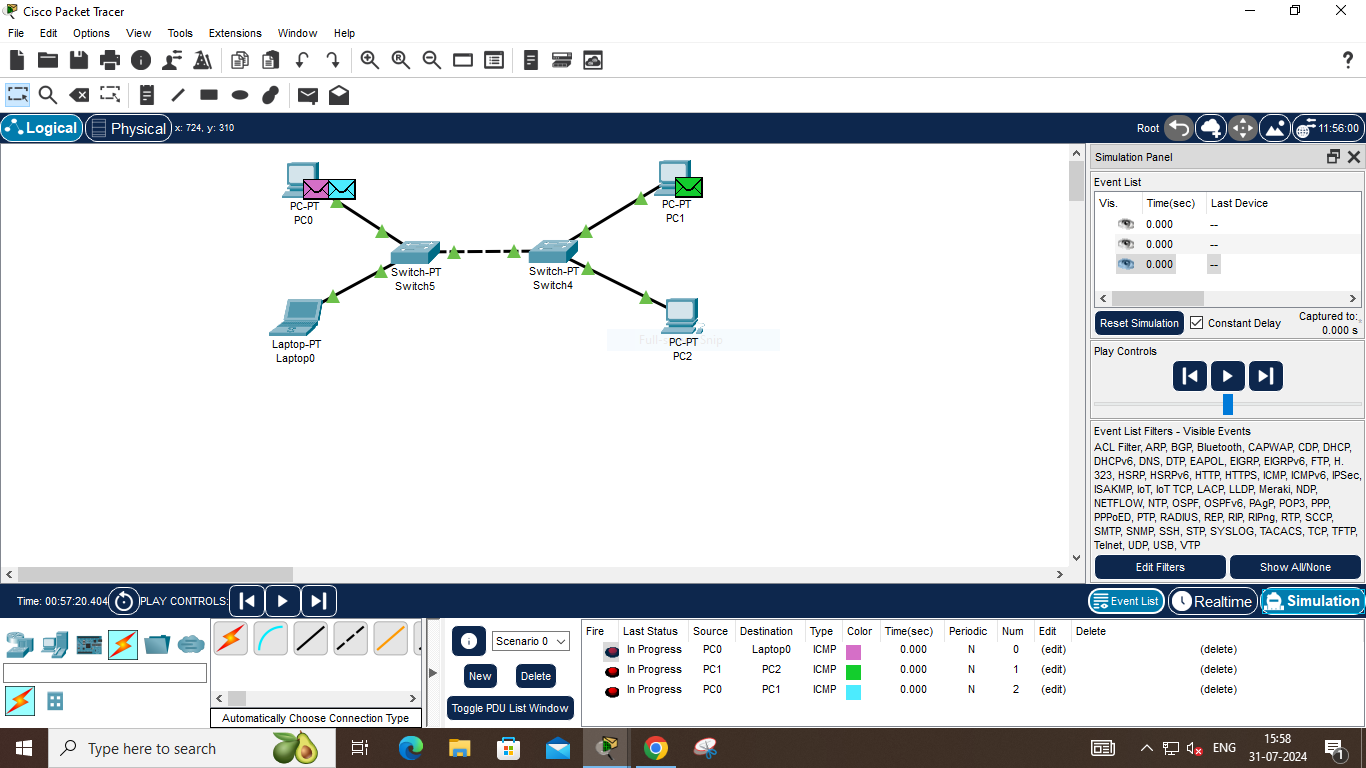 Cisco Packet Tracer
File Edit Options View Tools Extensions Window Help
?
Logical Physical x: 724, y: 310 Root 11:56:00
PC-PT
PC0
PC-PT
PC1
Switch-PT
Switch5
Switch-PT
Switch4
Laptop-PT
Laptop0
PC-PT
PC2
Simulation Panel
Event List
Vis. Time(sec) Last Device
0.000 --
0.000 --
0.000 --
Reset Simulation Constant Delay Captured to:
0.000 s
Play Controls
Event List Filters - Visible Events
ACL Filter, ARP, BGP, Bluetooth, CAPWAP, CDP, DHCP,
DHCPv6, DNS, DTP, EAPOL, EIGRP, EIGRPv6, FTP, H.
323, HSRP, HSRPv6, HTTP, HTTPS, ICMP, ICMPv6, IPSec,
ISAKMP, IoT, IoT TCP, LACP, LLDP, Meraki, NDP,
NETFLOW, NTP, OSPF, OSPFv6, PAgP, POP3, PPP,
PPPoED, PTP, RADIUS, REP, RIP, RIPng, RTP, SCCP,
SMTP, SNMP, SSH, STP, SYSLOG, TACACS, TCP, TFTP,
Telnet, UDP, USB, VTP
Edit Filters Show All/None
Time: 00:57:20.404 PLAY CONTROLS: Event List Realtime Simulation
Automatically Choose Connection Type
Scenario 0
New Delete
Toggle PDU List Window
Fire Last Status Source Destination Type Color Time(sec) Periodic Num Edit Delete
In Progress PC0 Laptop0 ICMP 0.000 N 0 (edit) (delete)
In Progress PC1 PC2 ICMP 0.000 N 1 (edit) (delete)
In Progress PC0 PC1 ICMP 0.000 N 2 (edit) (delete)
Type here to search
ENG
15:58
31-07-2024
1